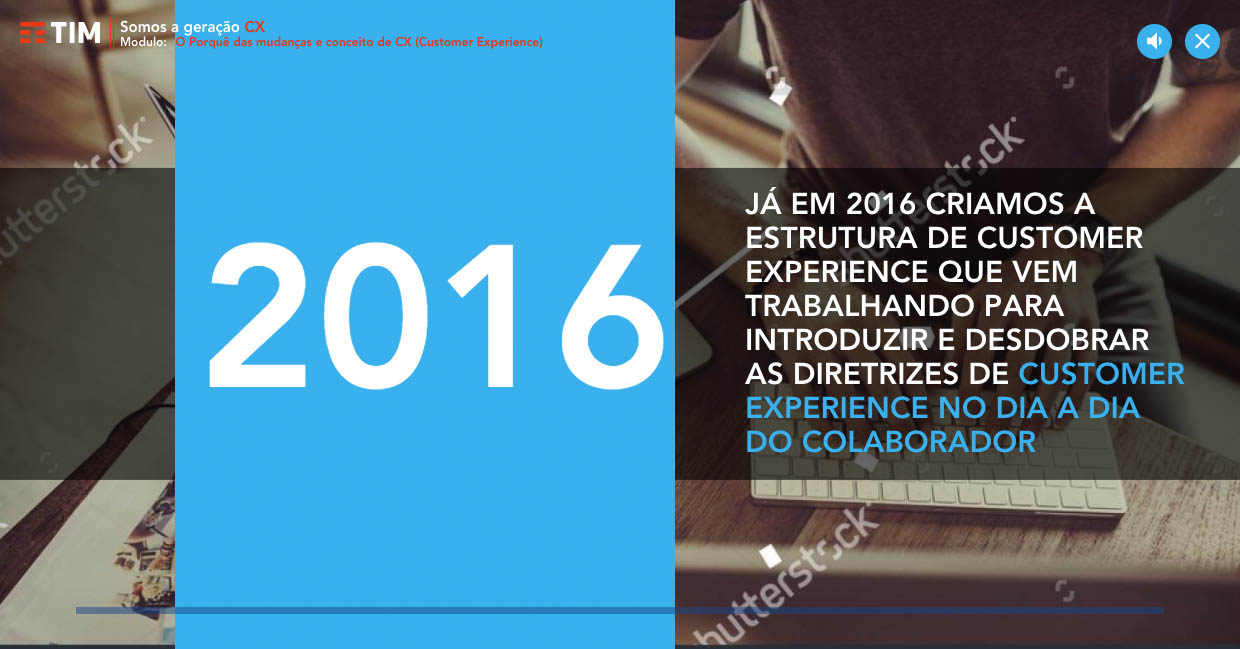 TIM
Somos a geração CX
Modulo: O Porquê das mudanças e conceito de CX (Customer Experience)
2016
JÁ EM 2016 CRIAMOS A
ESTRUTURA DE CUSTOMER
EXPERIENCE QUE VEM
TRABALHANDO PARA
INTRODUZIR E DESDOBRAR
AS DIRETRIZES DE CUSTOMER
EXPERIENCE NO DIA A DIA
DO COLABORADOR
shutterstock
shutterstock
shutterstock